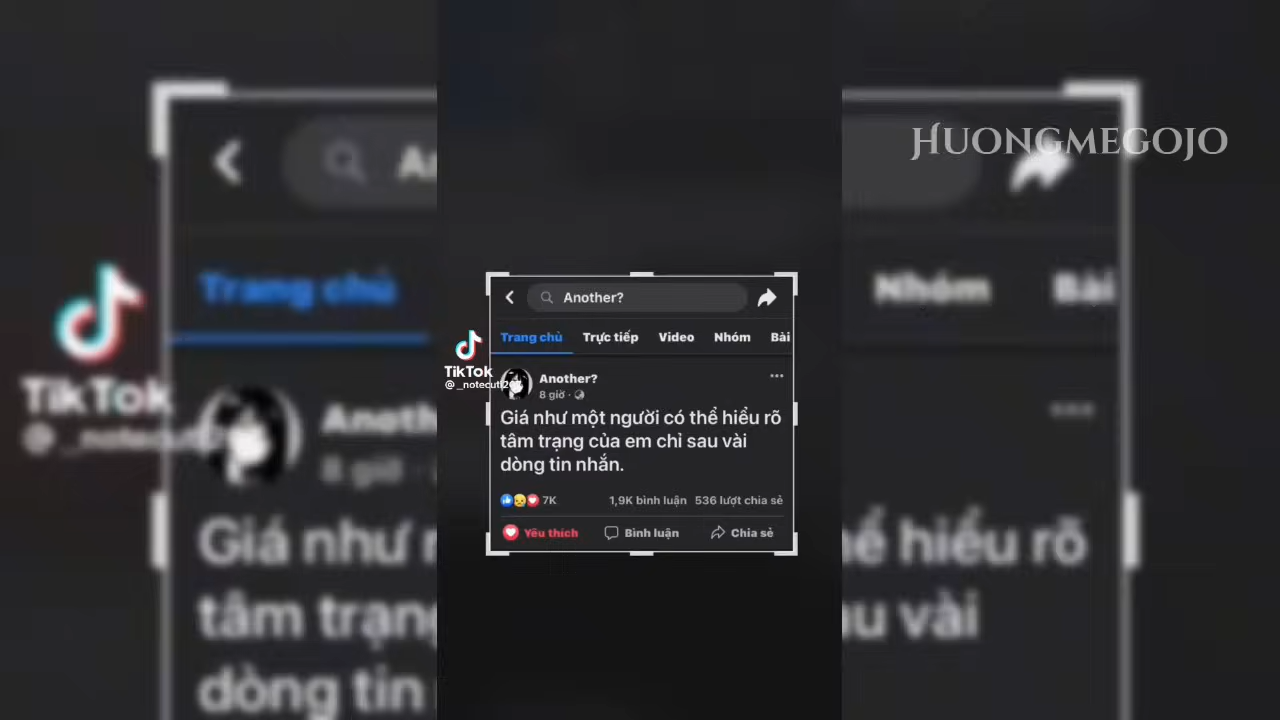 HUONGMEGOJO
Another?
Trang chủ Trực tiếp Video Nhóm Bài
TikTok
Another?
8 giờ ·
Giá như một người có thể hiểu rõ
tâm trạng của em chỉ sau vài
dòng tin nhắn.
7K 1,9K bình luận 536 lượt chia sẻ
Yêu thích Bình luận Chia sẻ